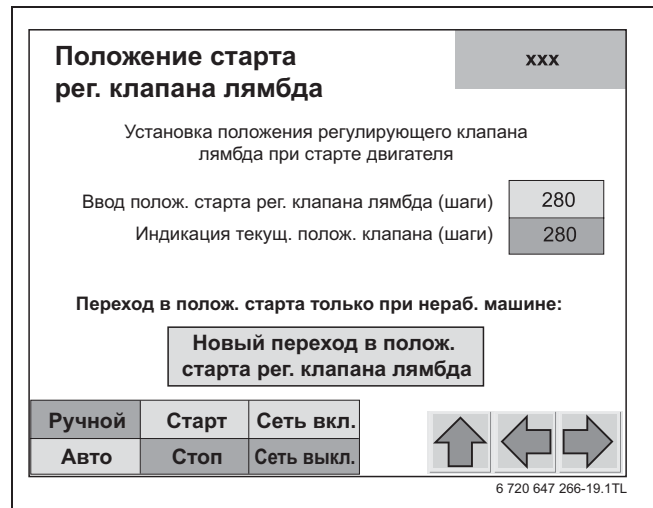 Положение старта
рег. клапана лямбда
xxx
Установка положения регулирующего клапана
лямбда при старте двигателя
Ввод полож. старта рег. клапана лямбда (шаги)
280
Индикация текущ. полож. клапана (шаги)
280
Переход в полож. старта только при нераб. машине:
Новый переход в полож.
старта рег. клапана лямбда
Ручной Старт Сеть вкл.
Авто Стоп Сеть выкл.
6 720 647 266-19.1TL